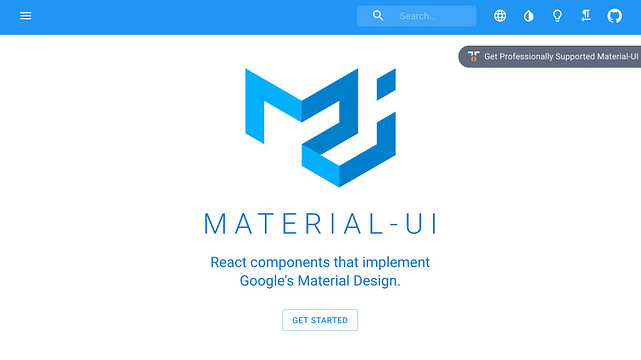 Search...
Get Professionally Supported Material-UI
MATERIAL-UI
React components that implement
Google's Material Design.
GET STARTED